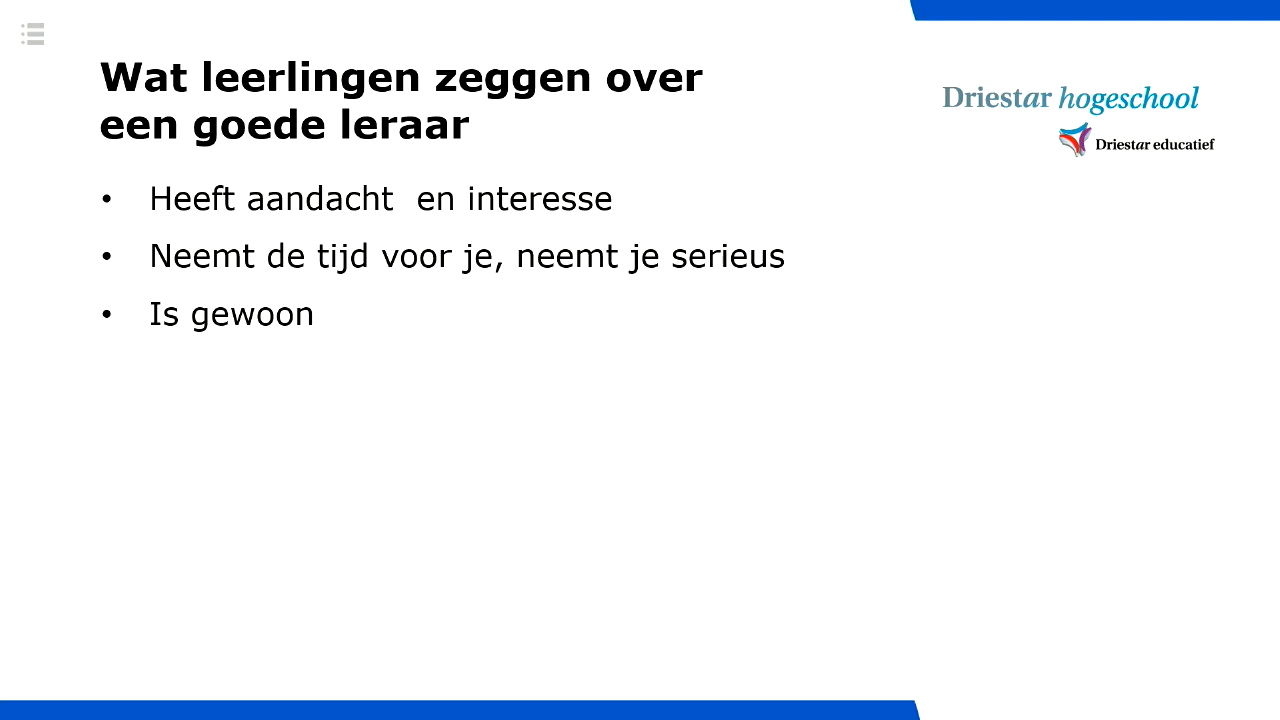 Wat leerlingen zeggen over
een goede leraar
Driestar hogeschool
Driestar educatief
• Heeft aandacht  en interesse
• Neemt de tijd voor je, neemt je serieus
• Is gewoon